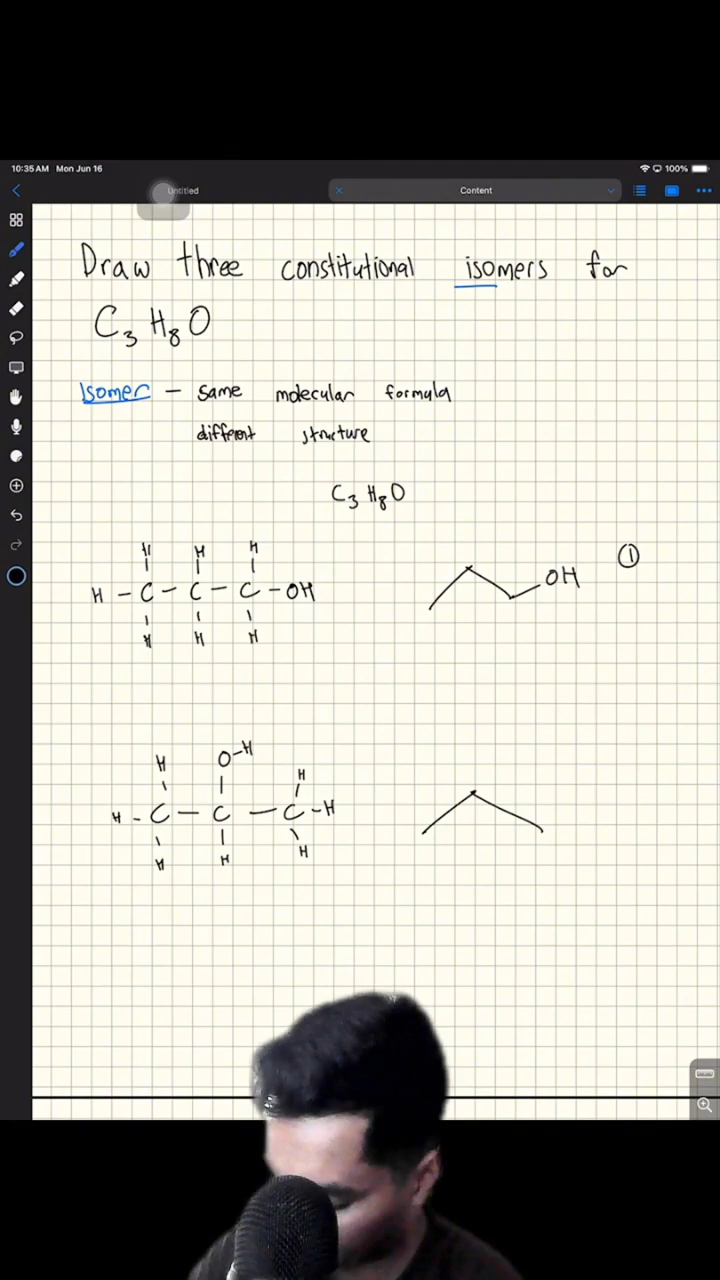 10:35 AM Mon Jun 16
100%
Untitled
Content
Draw three constitutional isomers for
C₃H₈O
Isomer – same molecular formula
different structure
C₃H₈O
H H H
H – C – C – C – OH
H H H
OH
①
H O–H
H
H – C – C – C – H
H H H